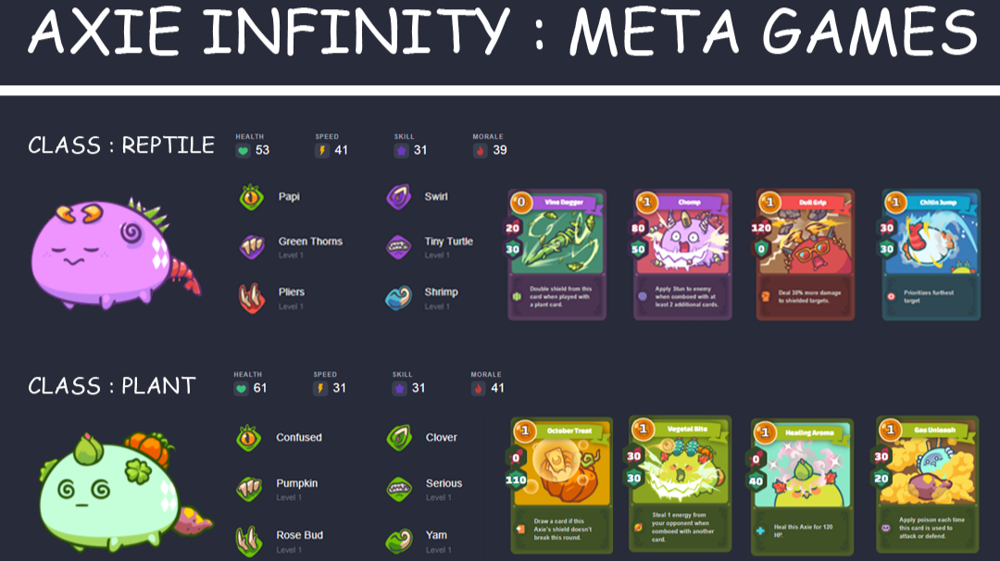 AXIE INFINITY : META GAMES
CLASS : REPTILE
HEALTH
53
SPEED
41
SKILL
31
MORALE
39
Papi
Swirl
Green Thorns
Level 1
Tiny Turtle
Level 1
Pliers
Level 1
Shrimp
Level 1
0
Vine Dagger
20
30
Double shield from this
card when played with
a plant card.
1
Chomp
80
50
Apply Stun to enemy
when comboed with at
least 2 additional cards.
1
Dull Grip
120
0
Deal 30% more damage
to shielded targets.
1
Chitin Jump
30
30
Prioritizes furthest
target
CLASS : PLANT
HEALTH
61
SPEED
31
SKILL
31
MORALE
41
Confused
Clover
Pumpkin
Level 1
Serious
Level 1
Rose Bud
Level 1
Yam
Level 1
1
October Treat
0
110
Draw a card if this
Axie's shield doesn't
break this round.
1
Vegetal Bite
30
30
Steal 1 energy from
your opponent when
comboed with another
card.
1
Healing Aroma
0
40
Heal this Axie for 120
HP.
1
Gas Unleash
30
20
Apply poison each time
this card is used to
attack or defend.